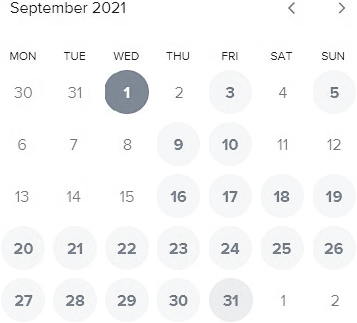 September 2021
MON TUE WED THU FRI SAT SUN
30 31 1 2 3 4 5
6 7 8 9 10 11 12
13 14 15 16 17 18 19
20 21 22 23 24 25 26
27 28 29 30 31 1 2